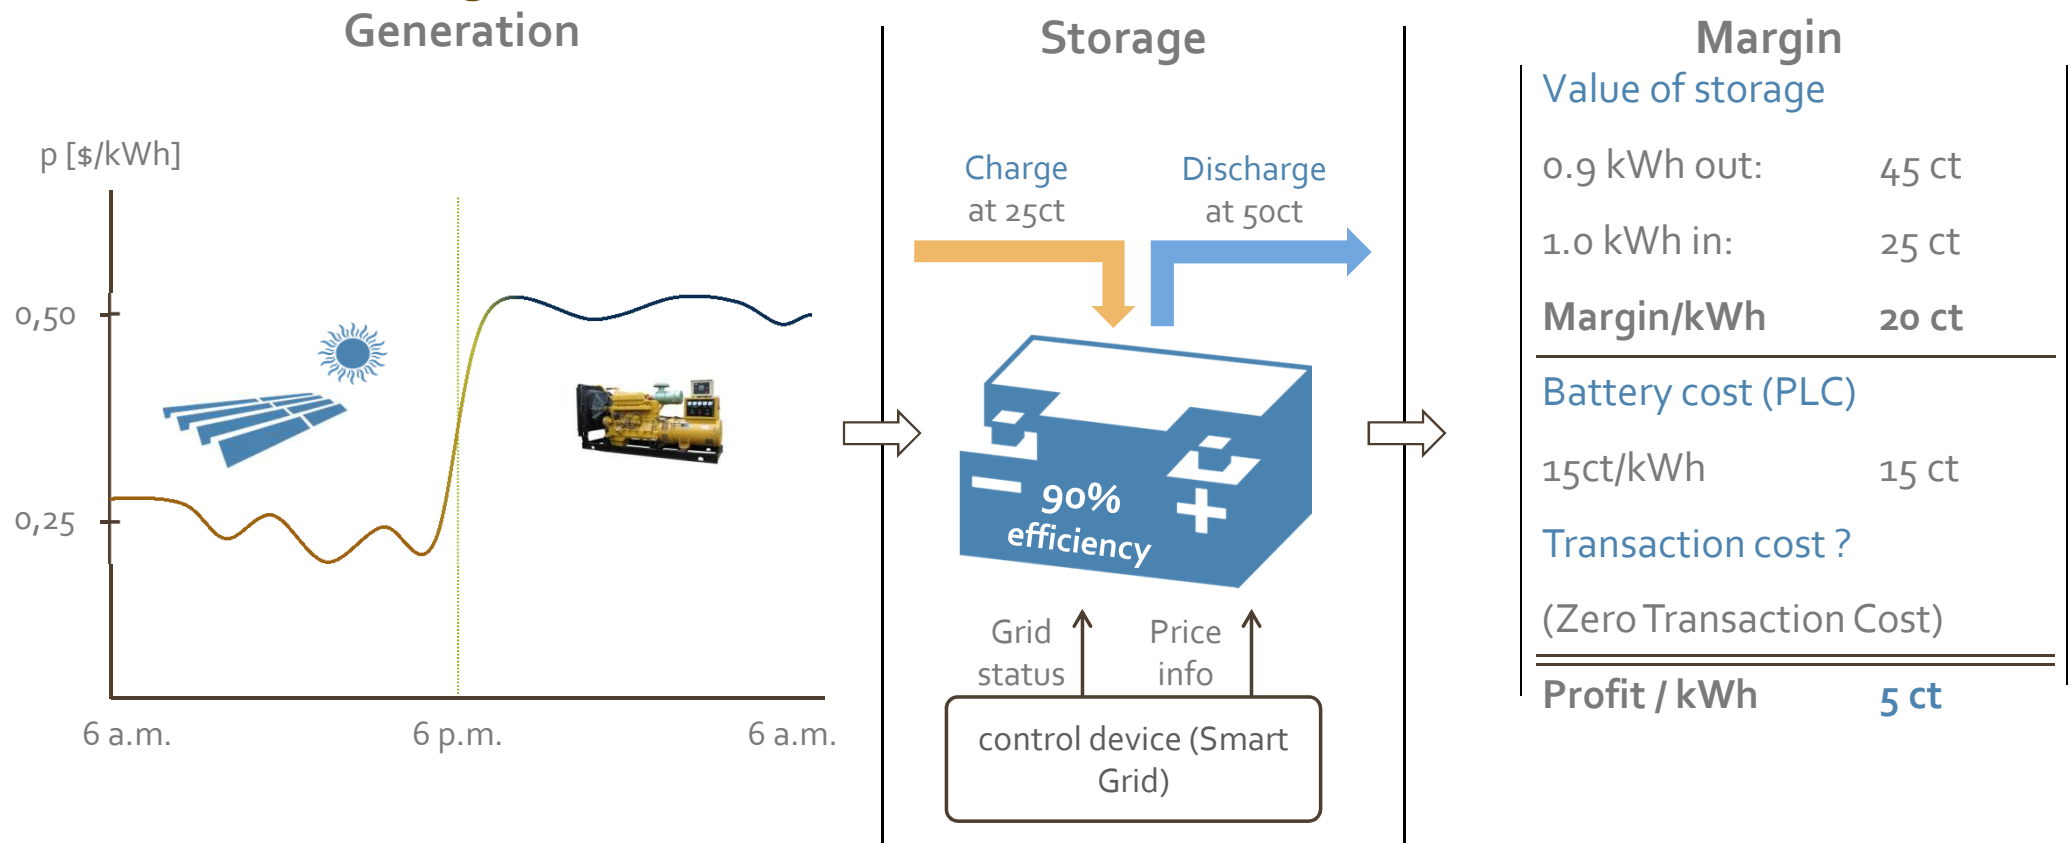 Generation
p [$/kWh]
0,50
0,25
6 a.m.
6 p.m.
6 a.m.
Storage
Charge
at 25ct
Discharge
at 50ct
90%
efficiency
Grid
status
Price
info
control device (Smart
Grid)
Margin
Value of storage
0.9 kWh out: 45 ct
1.0 kWh in: 25 ct
Margin/kWh 20 ct
Battery cost (PLC)
15ct/kWh 15 ct
Transaction cost ?
(Zero Transaction Cost)
Profit / kWh 5 ct